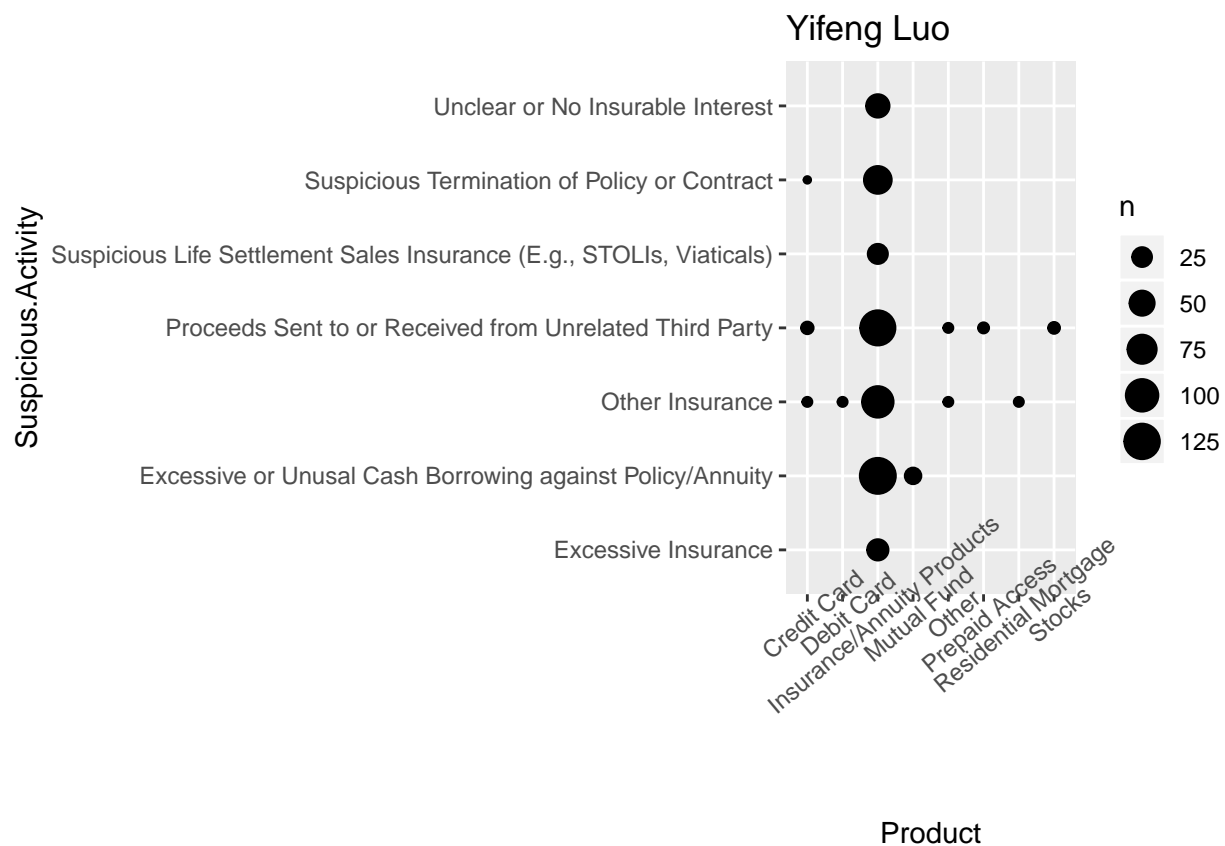 Yifeng Luo
Unclear or No Insurable Interest
Suspicious Termination of Policy or Contract
Suspicious Life Settlement Sales Insurance (E.g., STOLIs, Viaticals)
Proceeds Sent to or Received from Unrelated Third Party
Other Insurance
Excessive or Unusal Cash Borrowing against Policy/Annuity
Excessive Insurance
Suspicious.Activity
Credit Card
Debit Card
Insurance/Annuity Products
Mutual Fund
Other
Prepaid Access
Residential Mortgage
Stocks
Product
n
25
50
75
100
125